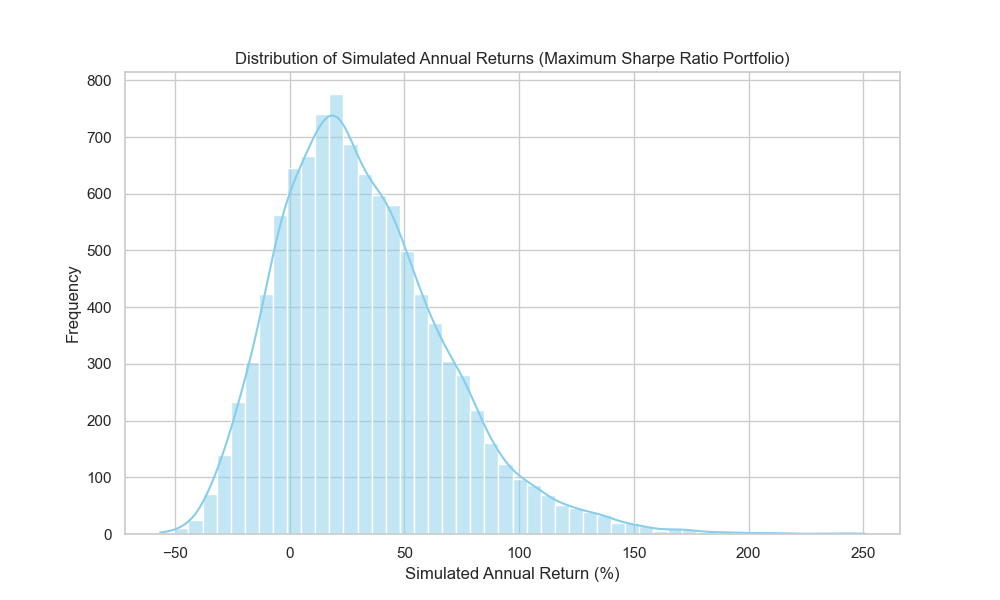 Distribution of Simulated Annual Returns (Maximum Sharpe Ratio Portfolio)
800
700
600
500
400
300
200
100
0
Frequency
−50 0 50 100 150 200 250
Simulated Annual Return (%)